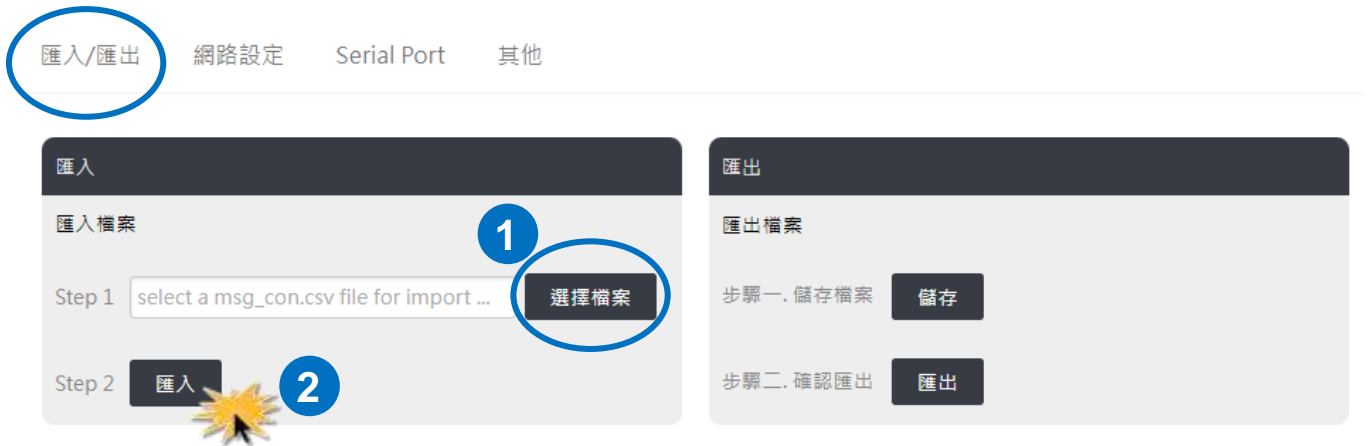 匯入/匯出 網路設定 Serial Port 其他
匯入
匯入檔案
1
Step 1 select a msg_con.csv file for import ... 選擇檔案
Step 2 匯入 2
匯出
匯出檔案
步驟一. 儲存檔案 儲存
步驟二. 確認匯出 匯出